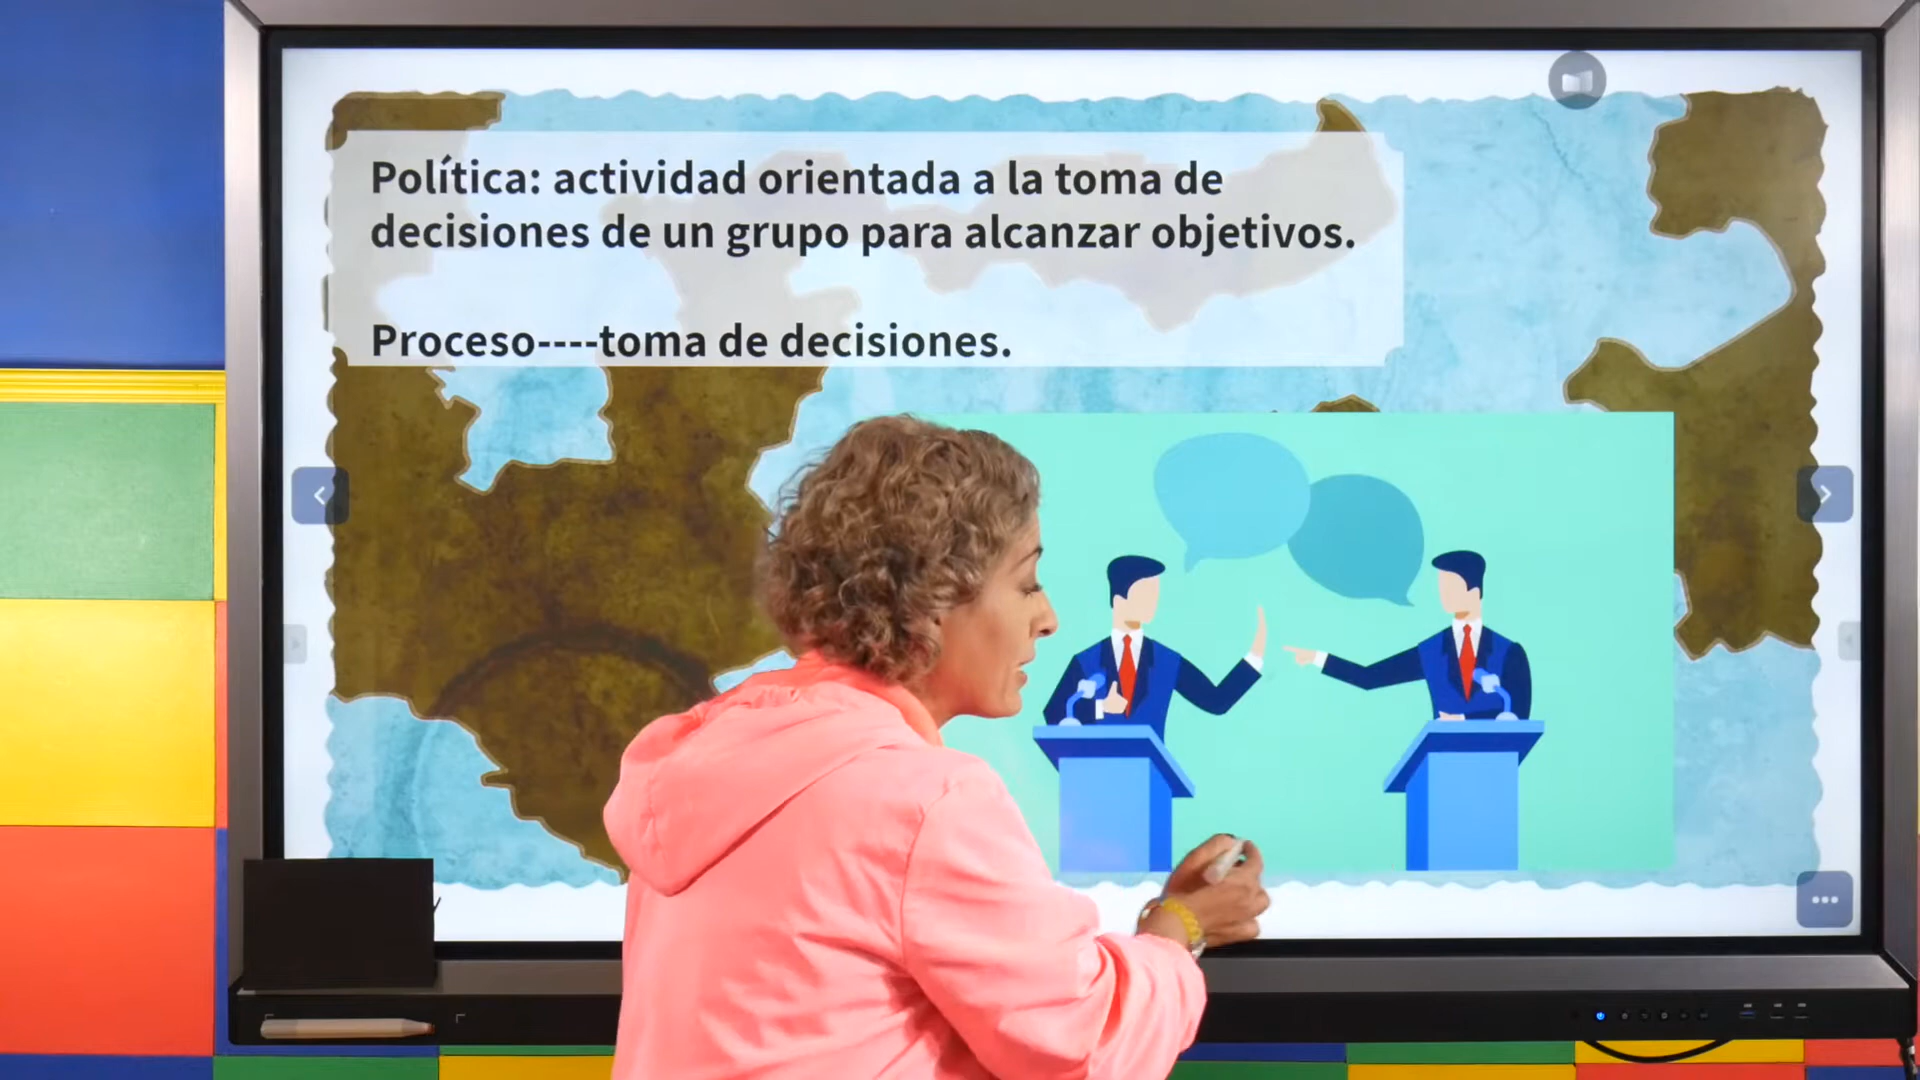 Política: actividad orientada a la toma de
decisiones de un grupo para alcanzar objetivos.
Proceso----toma de decisiones.